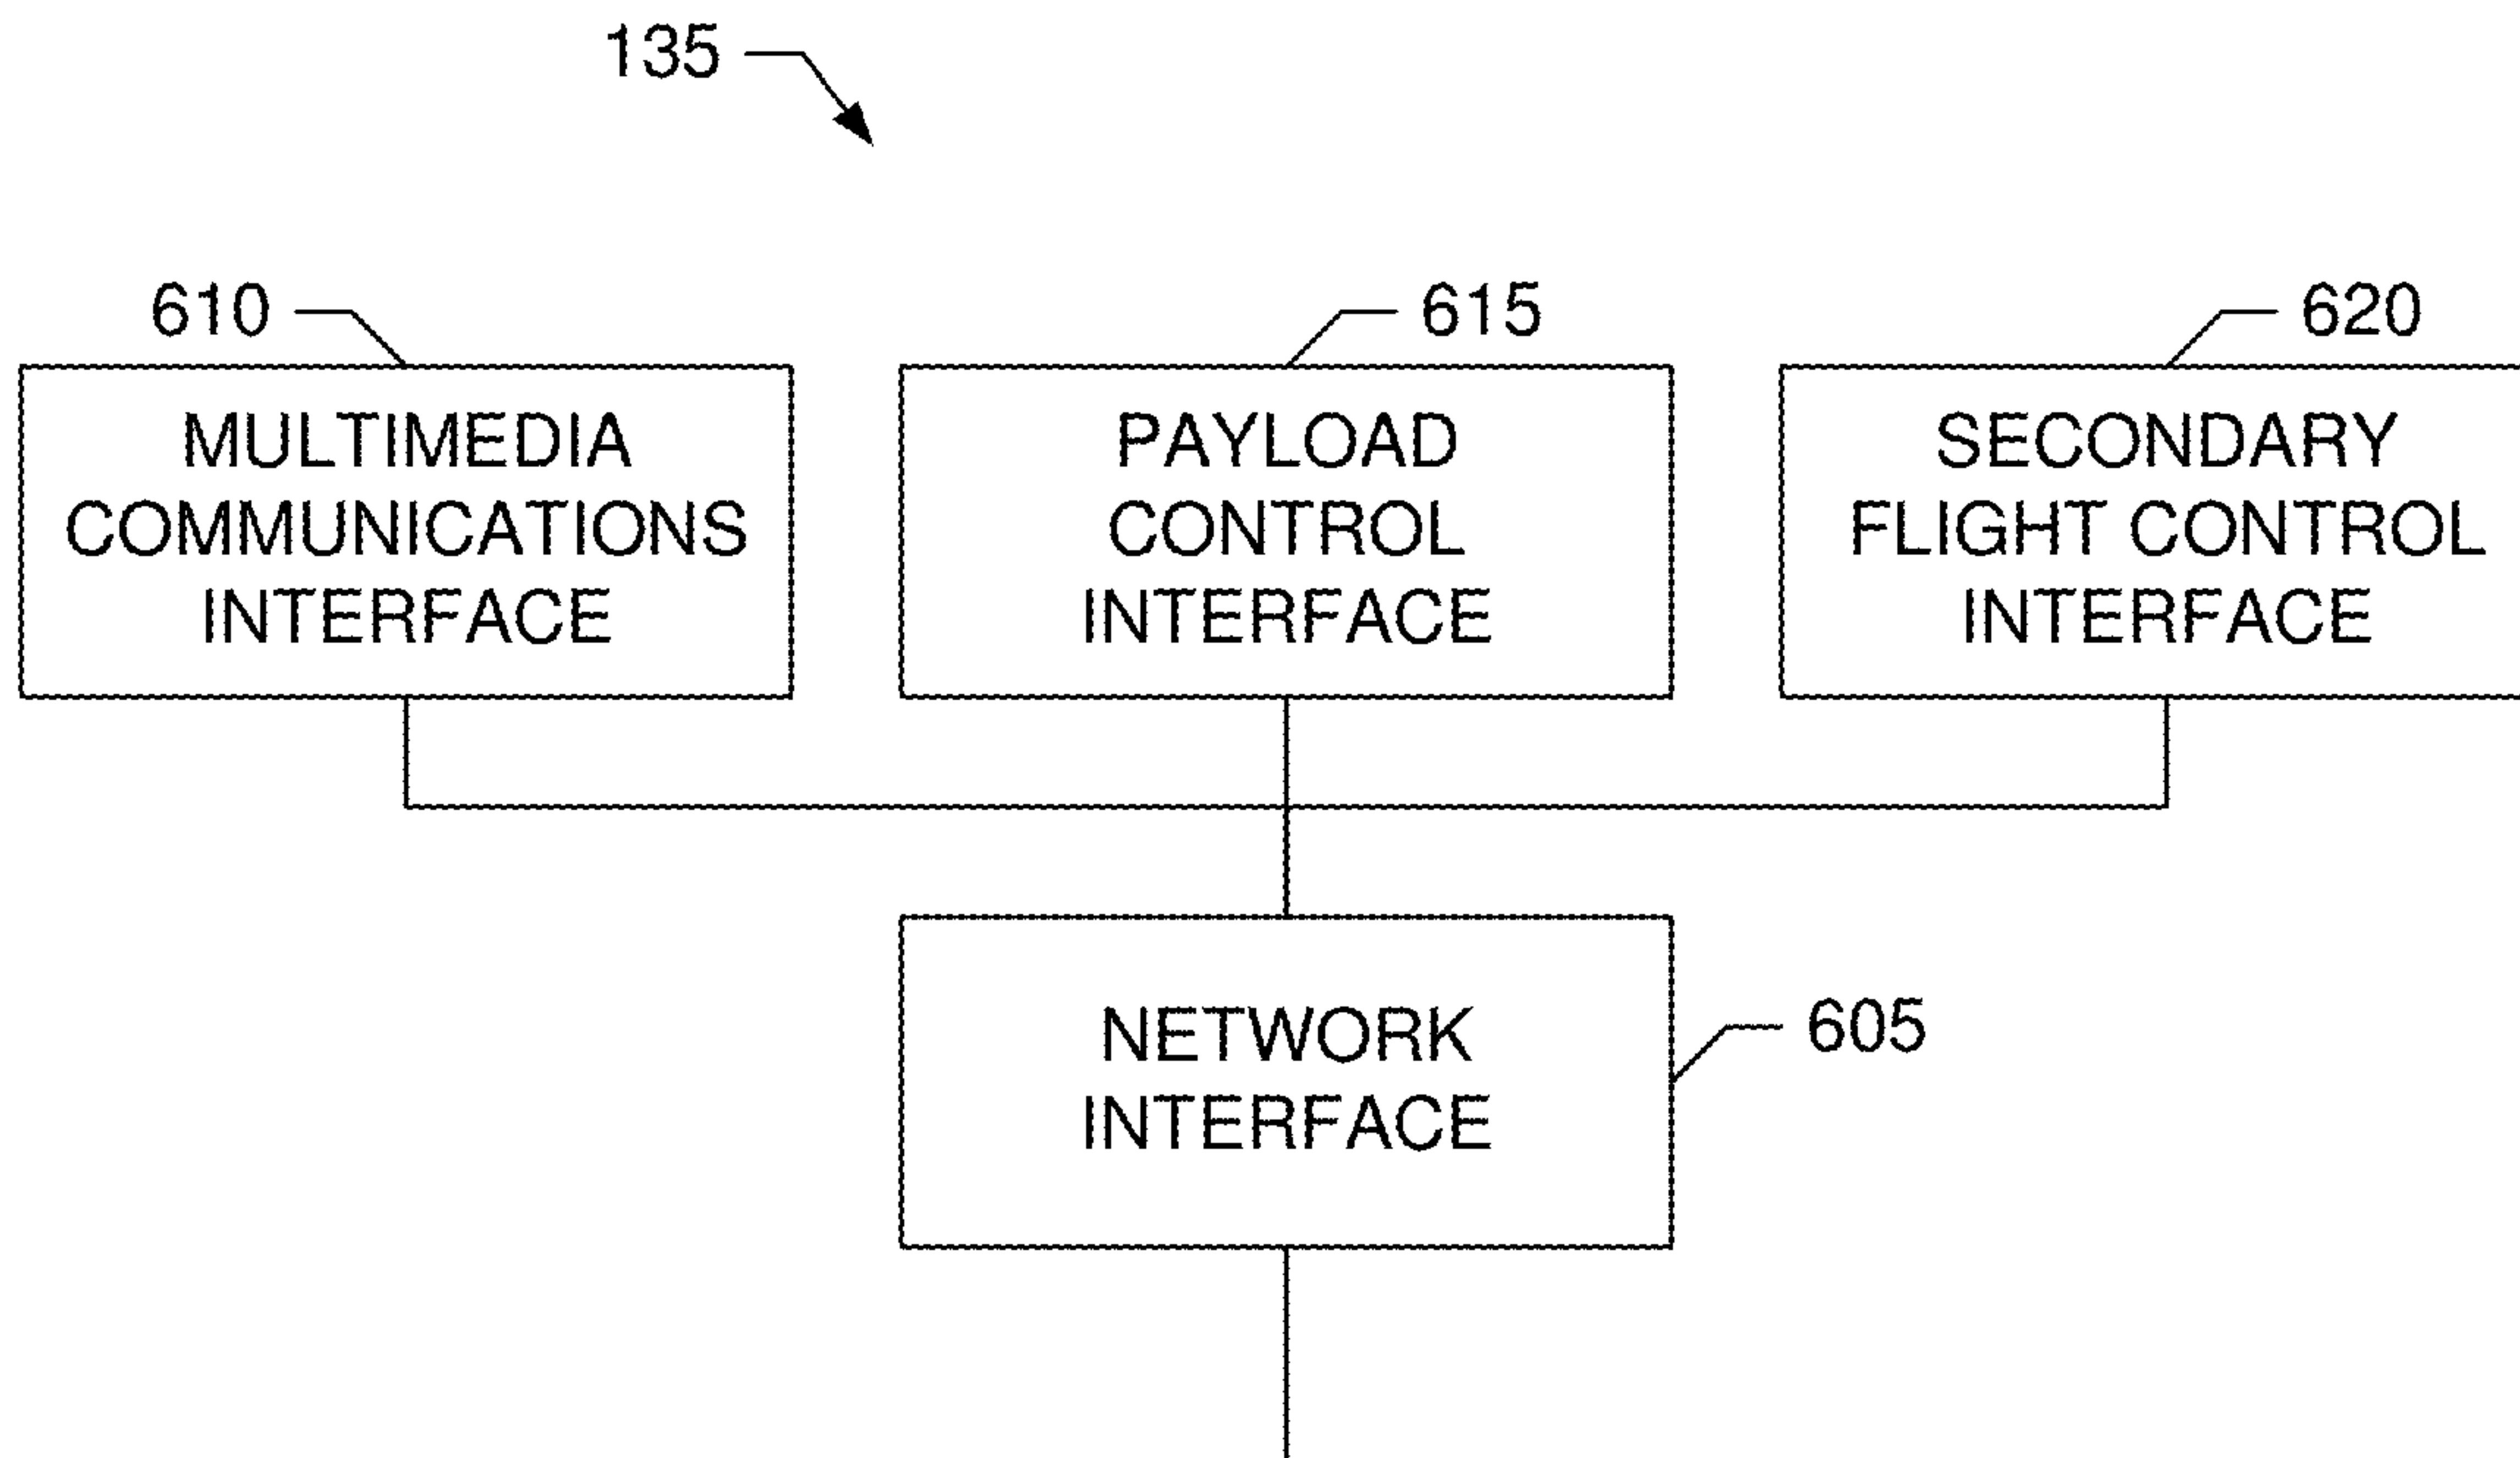 135
610
615
620
MULTIMEDIA
COMMUNICATIONS
INTERFACE
PAYLOAD
CONTROL
INTERFACE
SECONDARY
FLIGHT CONTROL
INTERFACE
NETWORK
INTERFACE
605